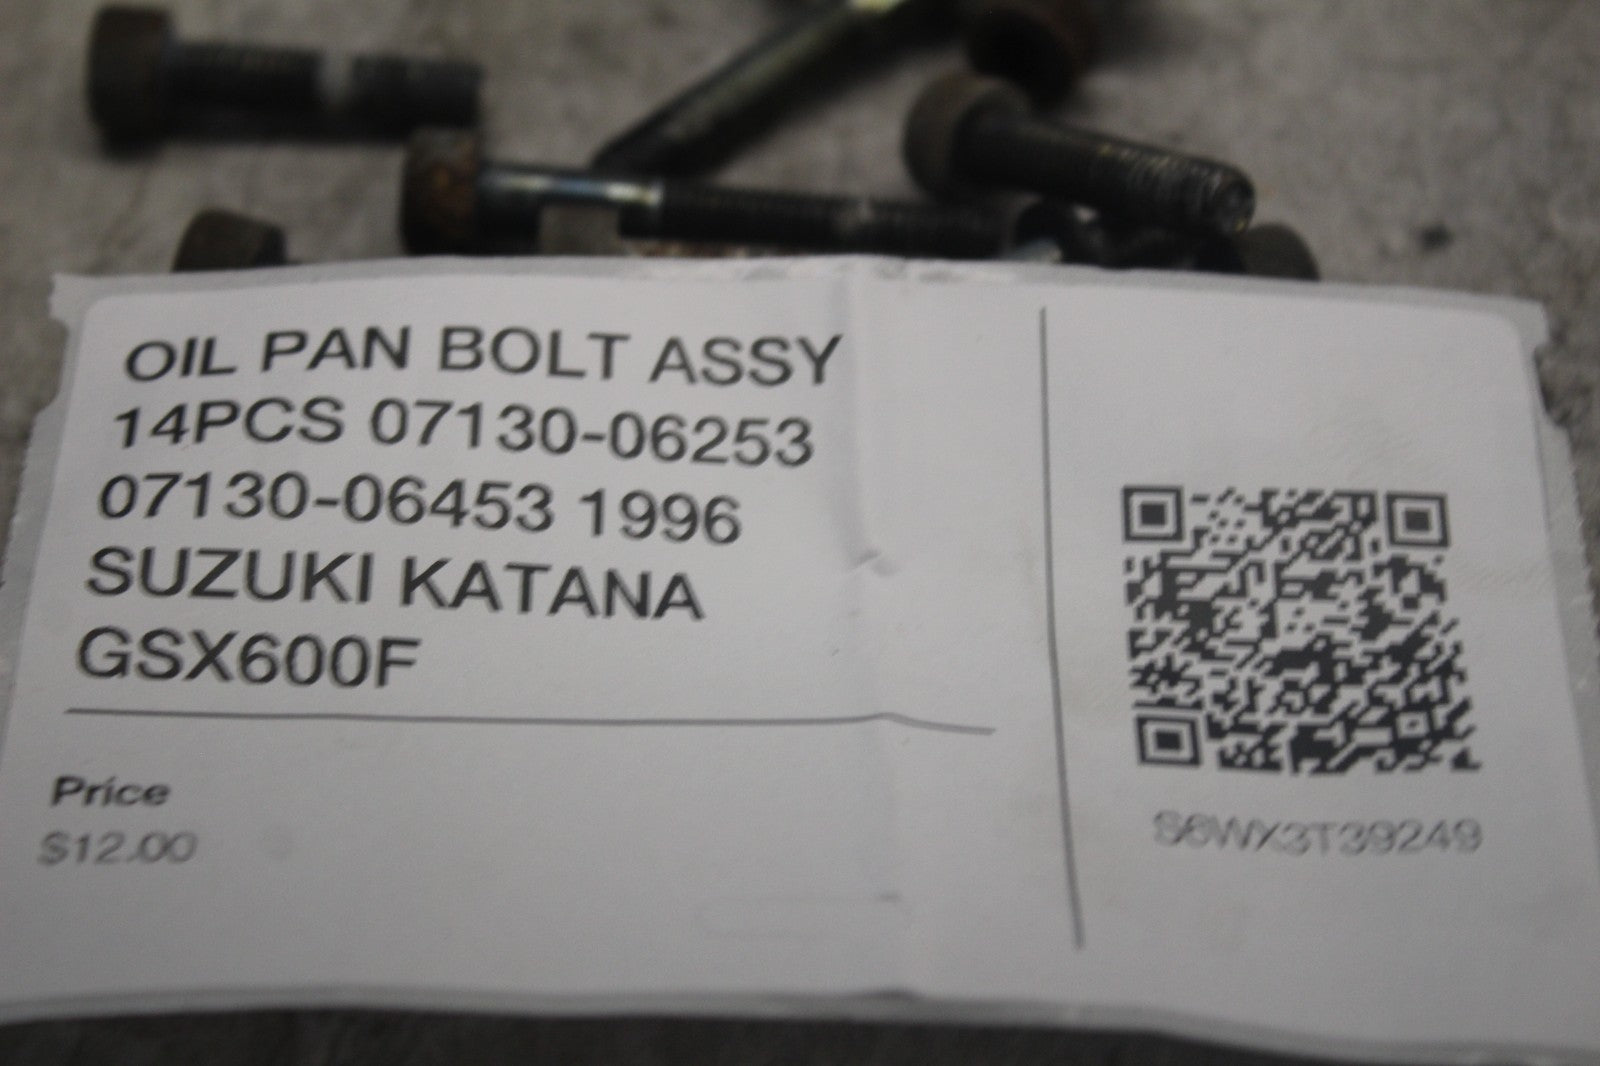 OIL PAN BOLT ASSY
14PCS 07130-06253
07130-06453 1996
SUZUKI KATANA
GSX600F
Price
$12.00
S6WX3T39249